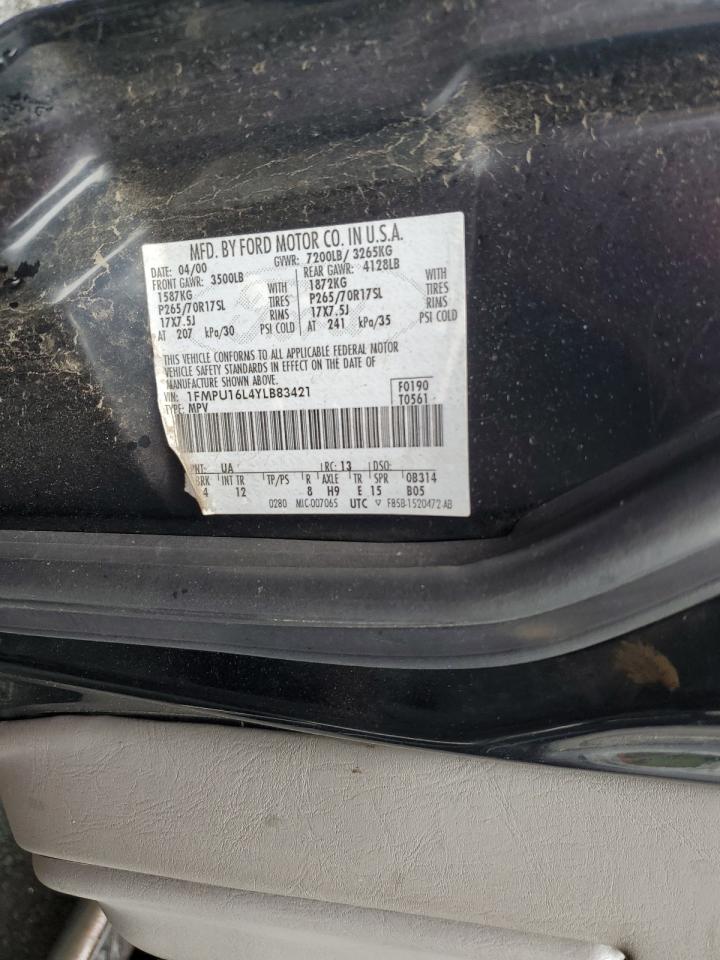 MFD. BY FORD MOTOR CO. IN U.S.A.
DATE: 04/00 GVWR: 7200LB/ 3265KG
FRONT GAWR: 3500LB REAR GAWR: 4128LB
1587KG WITH 1872KG WITH
P265/70R17SL TIRES P265/70R17SL TIRES
17X7.5J RIMS 17X7.5J RIMS
AT 207 kPa/30 PSI COLD AT 241 kPa/35 PSI COLD
THIS VEHICLE CONFORMS TO ALL APPLICABLE FEDERAL MOTOR
VEHICLE SAFETY STANDARDS IN EFFECT ON THE DATE OF
MANUFACTURE SHOWN ABOVE.
VIN: 1FMPU16L4YLB83421 F0190
TYPE: MPV T0561
UA RC: 13 DSO:
BRK INT TR TP/PS R AXLE TR SPR 0B314
4 12 8 H9 E 15 B05
0280 MIC-007065 UTC ▽ F85B-1520472-AB